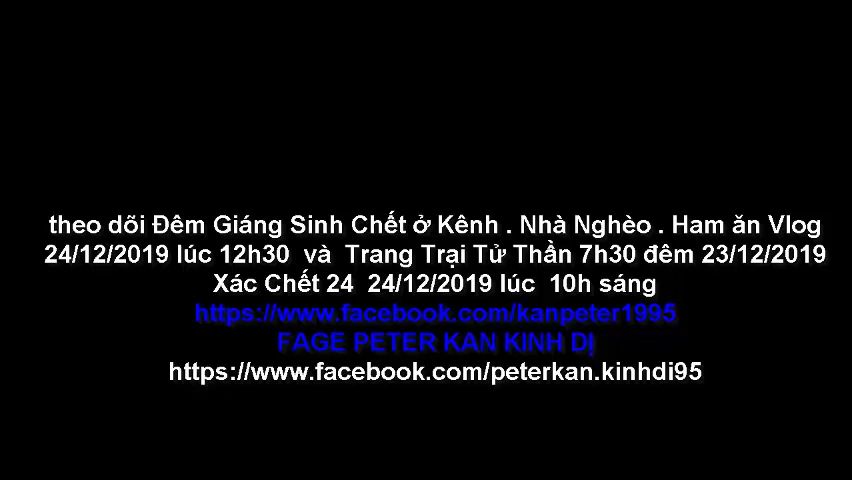 theo dõi Đêm Giáng Sinh Chết ở Kênh . Nhà Nghèo . Ham ăn Vlog
24/12/2019 lúc 12h30 và Trang Trại Tử Thần 7h30 đêm 23/12/2019
Xác Chết 24 24/12/2019 lúc 10h sáng
https://www.facebook.com/kanpeter1995
FAGE PETER KAN KINH DỊ
https://www.facebook.com/peterkan.kinhdi95